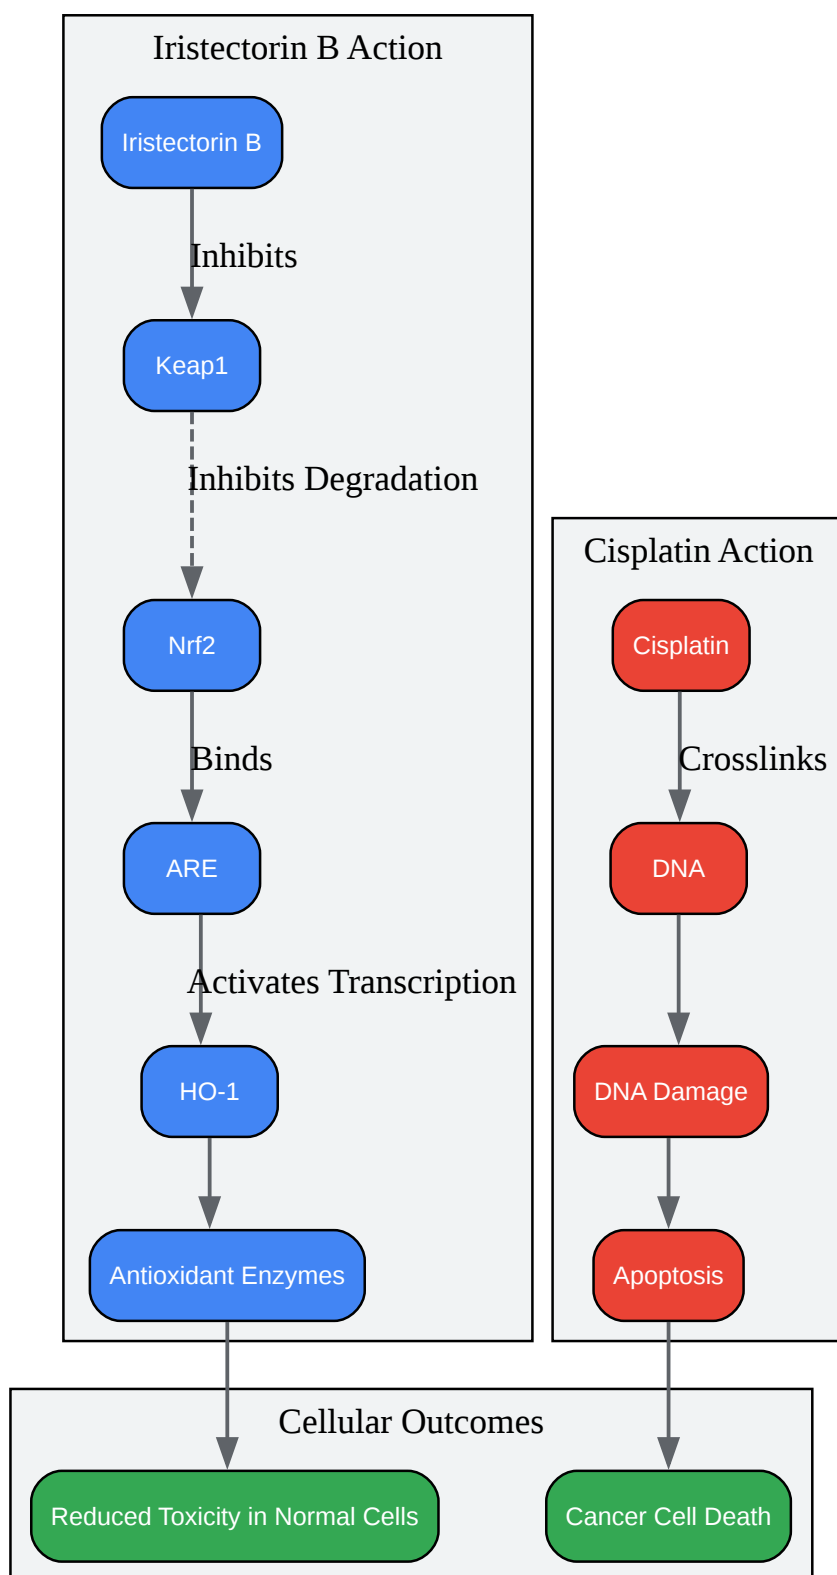 Iristectorin B Action
Iristectorin B
Inhibits
Keap1
Inhibits Degradation
Nrf2
Binds
ARE
Activates Transcription
HO-1
Antioxidant Enzymes
Cisplatin Action
Cisplatin
Crosslinks
DNA
DNA Damage
Apoptosis
Cellular Outcomes
Reduced Toxicity in Normal Cells
Cancer Cell Death